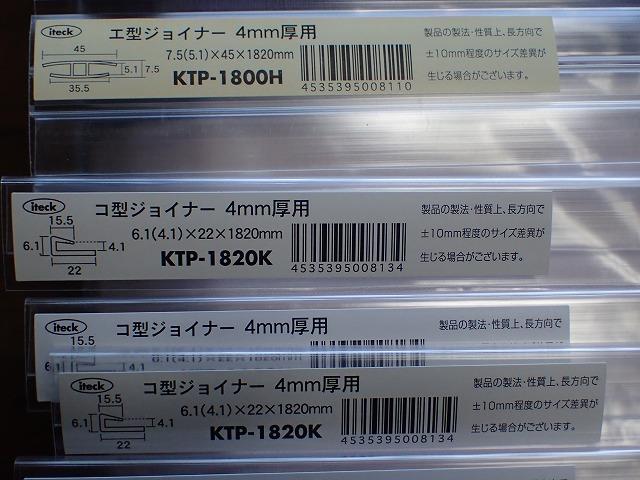 iteck
エ型ジョイナー 4mm厚用
7.5(5.1)×45×1820mm
KTP-1800H
45
5.1
7.5
35.5
4535395008110
製品の製法・性質上、長方向で
±10mm程度のサイズ差異が
生じる場合がございます。
iteck
コ型ジョイナー 4mm厚用
6.1(4.1)×22×1820mm
KTP-1820K
15.5
6.1
4.1
22
4535395008134
製品の製法・性質上、長方向で
±10mm程度のサイズ差異が
生じる場合がございます。
iteck
コ型ジョイナー 4mm厚用
15.5
6.1(4.1)×22×1820mm
製品の製法・性質上、長方向で
iteck
コ型ジョイナー 4mm厚用
6.1(4.1)×22×1820mm
KTP-1820K
15.5
6.1
4.1
22
4535395008134
製品の製法・性質上、長方向で
±10mm程度のサイズ差異が
生じる場合がございます。